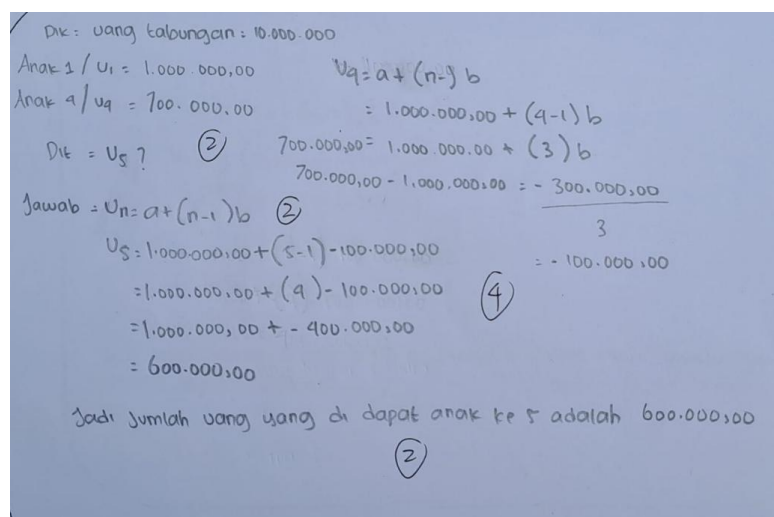 Dik : uang tabungan : 10.000.000
Anak 1 / U1 = 1.000.000,00
Anak 4 / U4 = 700.000,00
Dit = U5 ? 2
U4 = a + (n-1) b
= 1.000.000,00 + (4-1) b
700.000,00 = 1.000.000.00 + (3) b
700.000,00 - 1.000.000,00 = - 300.000,00
3
= - 100.000,00
Jawab = Un = a + (n-1) b 2
U5 = 1.000.000,00 + (5-1) -100.000,00
= 1.000.000,00 + (4) - 100.000,00
= 1.000.000,00 + - 400.000,00 4
= 600.000,00
Jadi jumlah uang yang di dapat anak ke 5 adalah 600.000,00
2